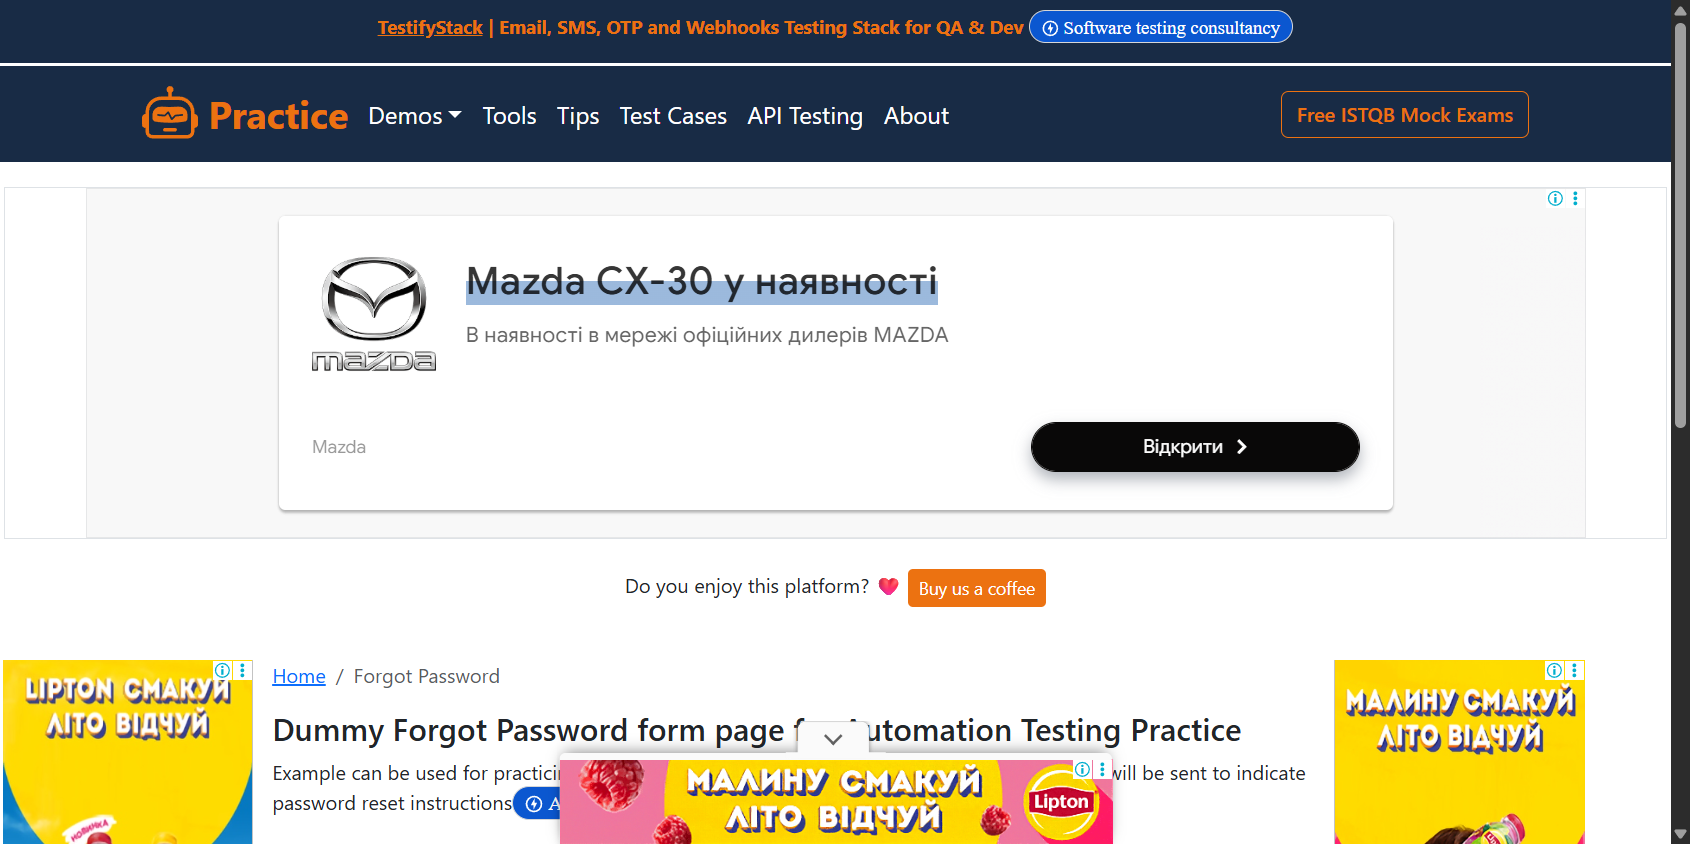 TestifyStack | Email, SMS, OTP and Webhooks Testing Stack for QA & Dev Software testing consultancy
Practice Demos Tools Tips Test Cases API Testing About Free ISTQB Mock Exams
mazda
Mazda CX-30 у наявності
В наявності в мережі офіційних дилерів MAZDA
Mazda
Відкрити
Do you enjoy this platform? Buy us a coffee
LIPTON СМАКУЙ
ЛІТО ВІДЧУЙ
НОВИНКА
Home / Forgot Password
Dummy Forgot Password form page f utomation Testing Practice
Example can be used for practici will be sent to indicate
password reset instructions A
МАЛИНУ СМАКУЙ
ЛІТО ВІДЧУЙ
Lipton
МАЛИНУ СМАКУЙ
ЛІТО ВІДЧУЙ